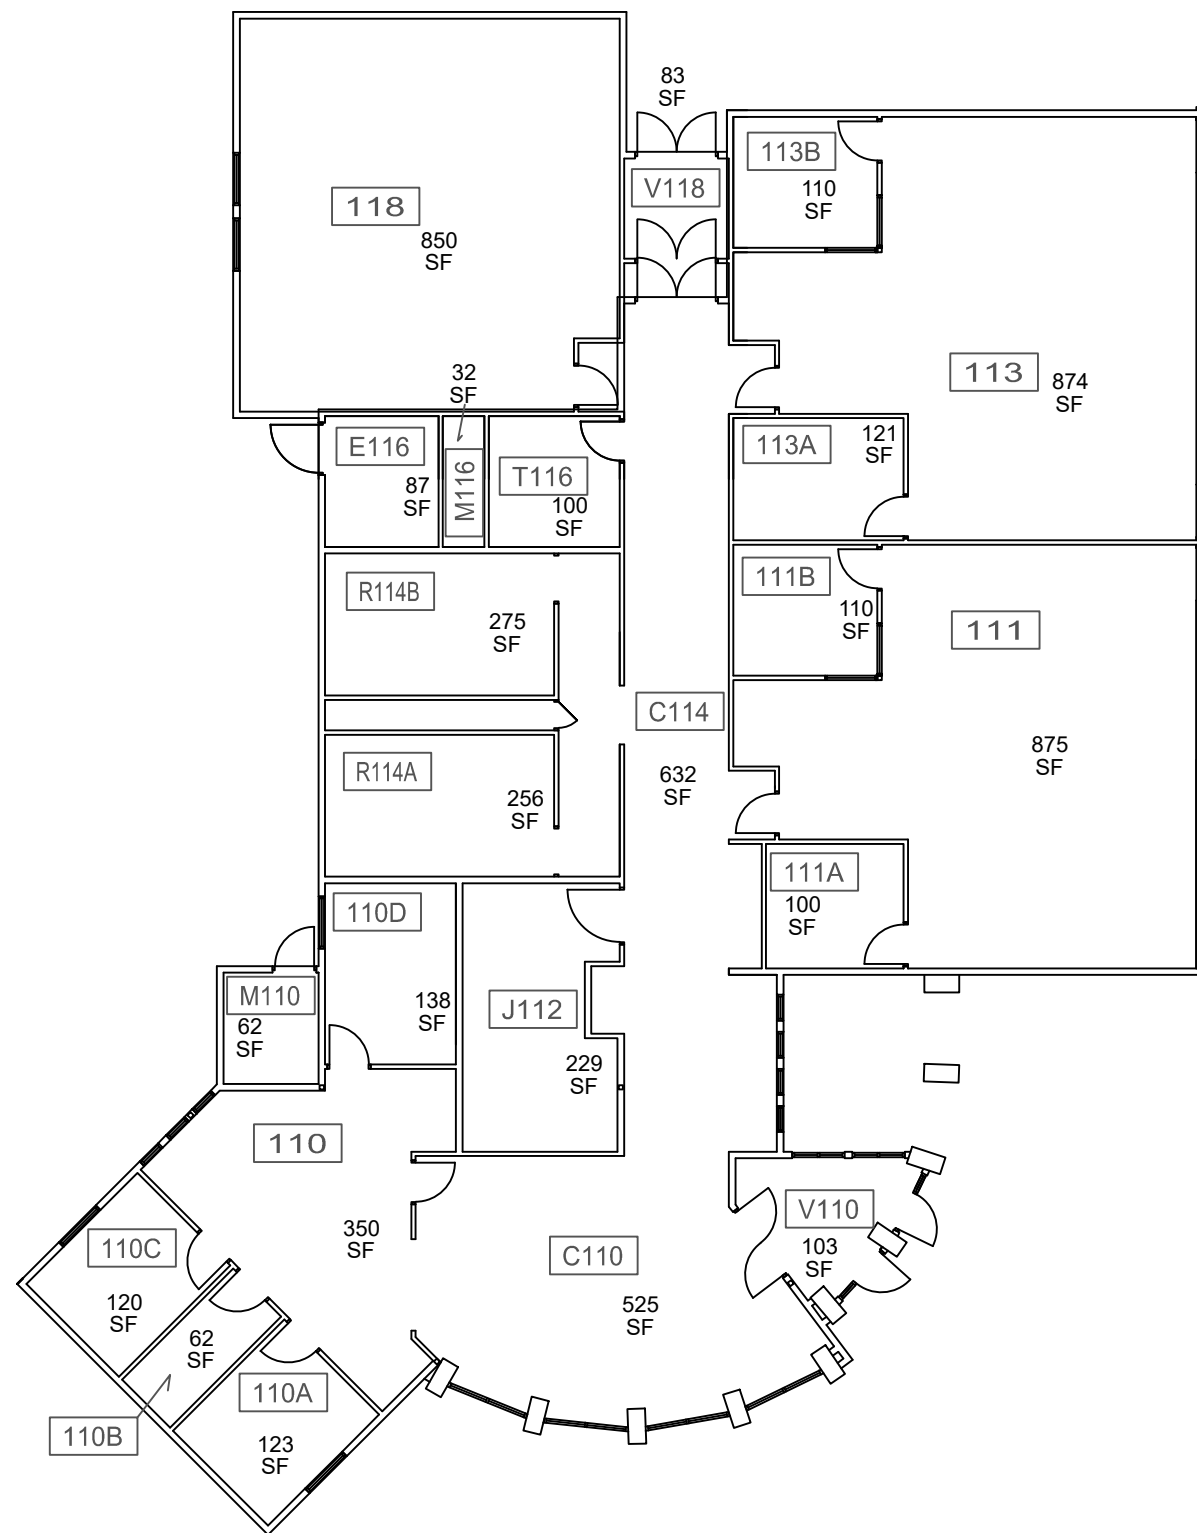 83
SF
V118
113B
110
SF
118
850
SF
113
874
SF
32
SF
E116
87
SF
M116
T116
100
SF
113A
121
SF
R114B
275
SF
111B
110
SF
111
C114
632
SF
875
SF
R114A
256
SF
111A
100
SF
110D
138
SF
M110
62
SF
J112
229
SF
110
350
SF
V110
103
SF
110C
120
SF
C110
525
SF
62
SF
110A
123
SF
110B